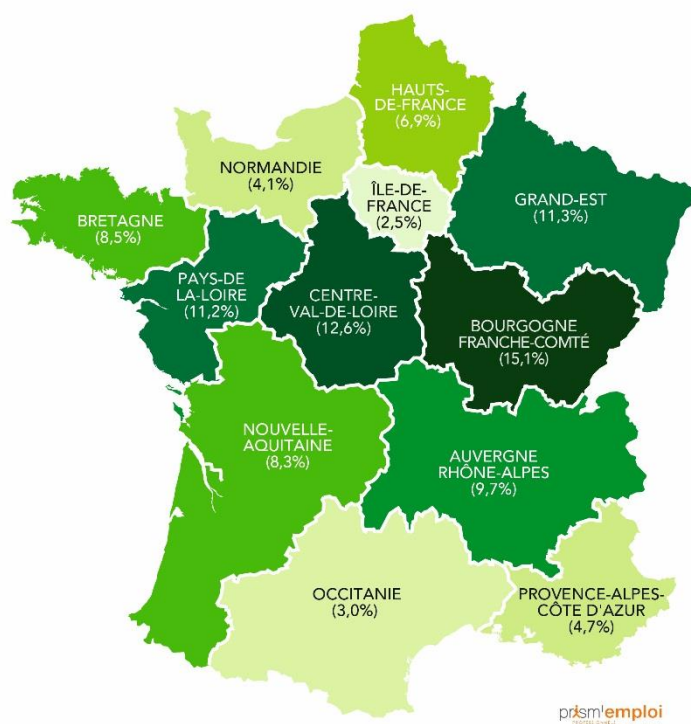 HAUTS-
DE-FRANCE
(6,9%)
NORMANDIE
(4,1%)
ÎLE-DE-
FRANCE
(2,5%)
GRAND-EST
(11,3%)
BRETAGNE
(8,5%)
PAYS-DE
LA-LOIRE
(11,2%)
CENTRE-
VAL-DE-LOIRE
(12,6%)
BOURGOGNE
FRANCHE-COMTÉ
(15,1%)
NOUVELLE-
AQUITAINE
(8,3%)
AUVERGNE
RHÔNE-ALPES
(9,7%)
OCCITANIE
(3,0%)
PROVENCE-ALPES-
CÔTE D'AZUR
(4,7%)
prism'emploi